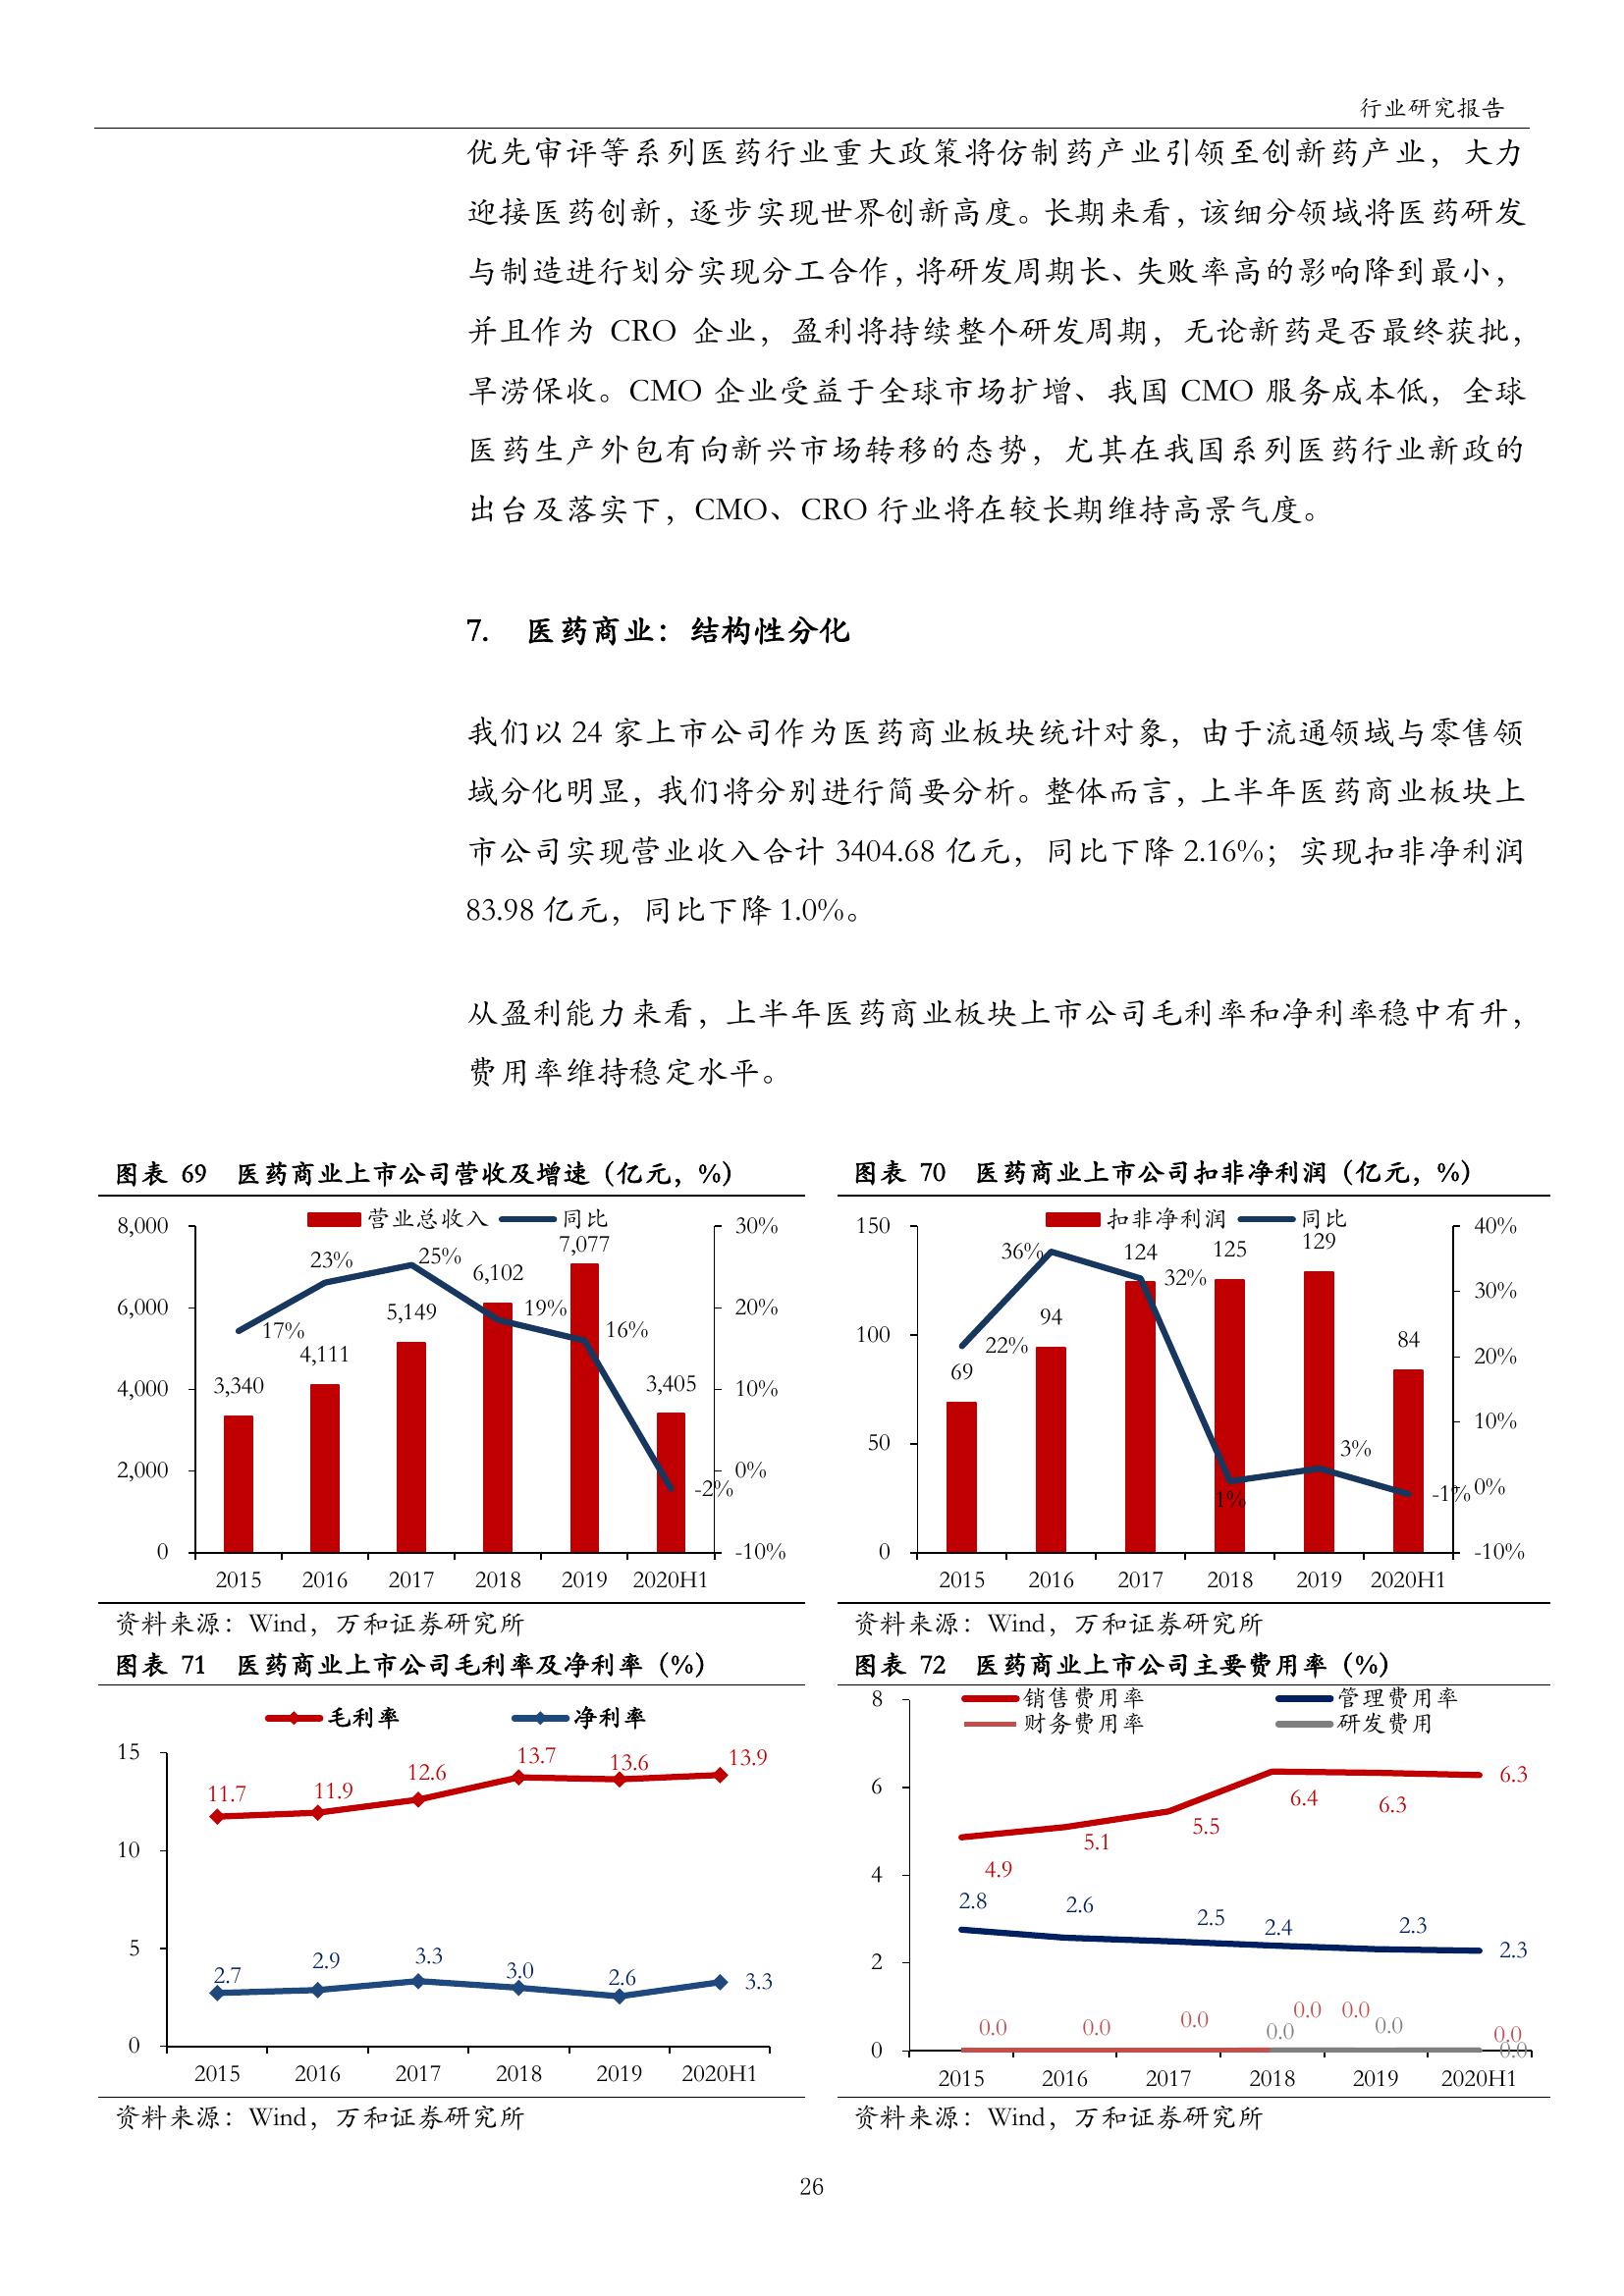 行业研究报告
优先审评等系列医药行业重大政策将仿制药产业引领至创新药产业，大力
迎接医药创新，逐步实现世界创新高度。长期来看，该细分领域将医药研发
与制造进行划分实现分工合作，将研发周期长、失败率高的影响降到最小，
并且作为 CRO 企业，盈利将持续整个研发周期，无论新药是否最终获批，
旱涝保收。CMO 企业受益于全球市场扩增、我国 CMO 服务成本低，全球
医药生产外包有向新兴市场转移的态势，尤其在我国系列医药行业新政的
出台及落实下，CMO、CRO 行业将在较长期维持高景气度。
7. 医药商业：结构性分化
我们以 24 家上市公司作为医药商业板块统计对象，由于流通领域与零售领
域分化明显，我们将分别进行简要分析。整体而言，上半年医药商业板块上
市公司实现营业收入合计 3404.68 亿元，同比下降 2.16%；实现扣非净利润
83.98 亿元，同比下降 1.0%。
从盈利能力来看，上半年医药商业板块上市公司毛利率和净利率稳中有升，
费用率维持稳定水平。
图表 69 医药商业上市公司营收及增速（亿元，%）
营业总收入 同比
8,000 6,000 4,000 2,000 0
30% 20% 10% 0% -10%
3,340 4,111 5,149 6,102 7,077 3,405
17% 23% 25% 19% 16% -2%
2015 2016 2017 2018 2019 2020H1
资料来源：Wind，万和证券研究所
图表 70 医药商业上市公司扣非净利润（亿元，%）
扣非净利润 同比
150 100 50 0
40% 30% 20% 10% 0% -10%
69 94 124 125 129 84
22% 36% 32% 1% 3% -1%
2015 2016 2017 2018 2019 2020H1
资料来源：Wind，万和证券研究所
图表 71 医药商业上市公司毛利率及净利率（%）
毛利率 净利率
15 10 5 0
11.7 11.9 12.6 13.7 13.6 13.9
2.7 2.9 3.3 3.0 2.6 3.3
2015 2016 2017 2018 2019 2020H1
资料来源：Wind，万和证券研究所
图表 72 医药商业上市公司主要费用率（%）
销售费用率 管理费用率
财务费用率 研发费用
8 6 4 2 0
4.9 5.1 5.5 6.4 6.3 6.3
2.8 2.6 2.5 2.4 2.3 2.3
0.0 0.0 0.0 0.0 0.0 0.0
0.0 0.0 0.0
2015 2016 2017 2018 2019 2020H1
资料来源：Wind，万和证券研究所
26